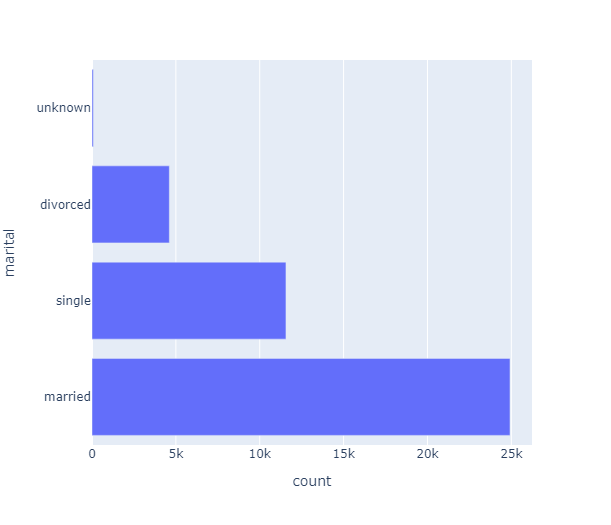 unknown
divorced
single
married
marital
0 5k 10k 15k 20k 25k
count